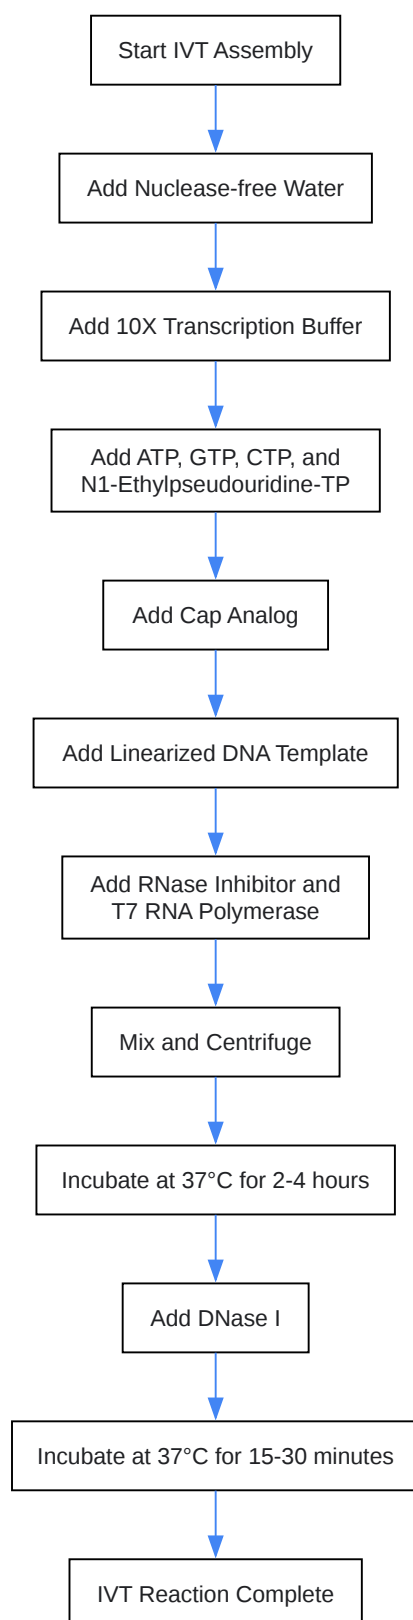 Start IVT Assembly
Add Nuclease-free Water
Add 10X Transcription Buffer
Add ATP, GTP, CTP, and
N1-Ethylpseudouridine-TP
Add Cap Analog
Add Linearized DNA Template
Add RNase Inhibitor and
T7 RNA Polymerase
Mix and Centrifuge
Incubate at 37°C for 2-4 hours
Add DNase I
Incubate at 37°C for 15-30 minutes
IVT Reaction Complete